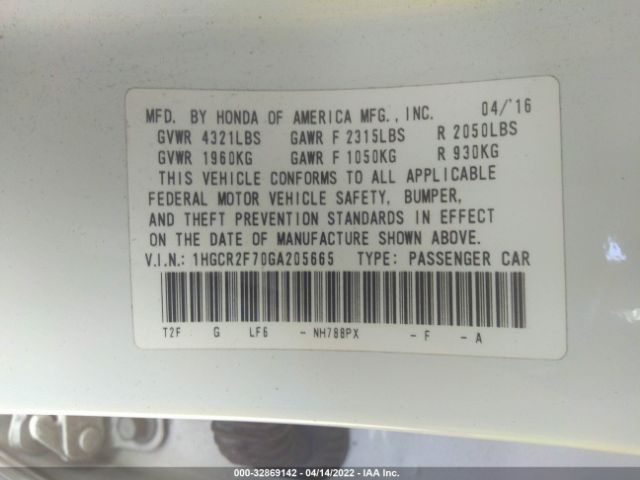 MFD. BY HONDA OF AMERICA MFG., INC. 04/'16
GVWR 4321LBS GAWR F 2315LBS R 2050LBS
GVWR 1960KG GAWR F 1050KG R 930KG
THIS VEHICLE CONFORMS TO ALL APPLICABLE
FEDERAL MOTOR VEHICLE SAFETY, BUMPER,
AND THEFT PREVENTION STANDARDS IN EFFECT
ON THE DATE OF MANUFACTURE SHOWN ABOVE.
V.I.N.: 1HGCR2F70GA205665 TYPE: PASSENGER CAR
T2F G LF6 - NH788PX - F - A
000-32869142 - 04/14/2022 - IAA Inc.